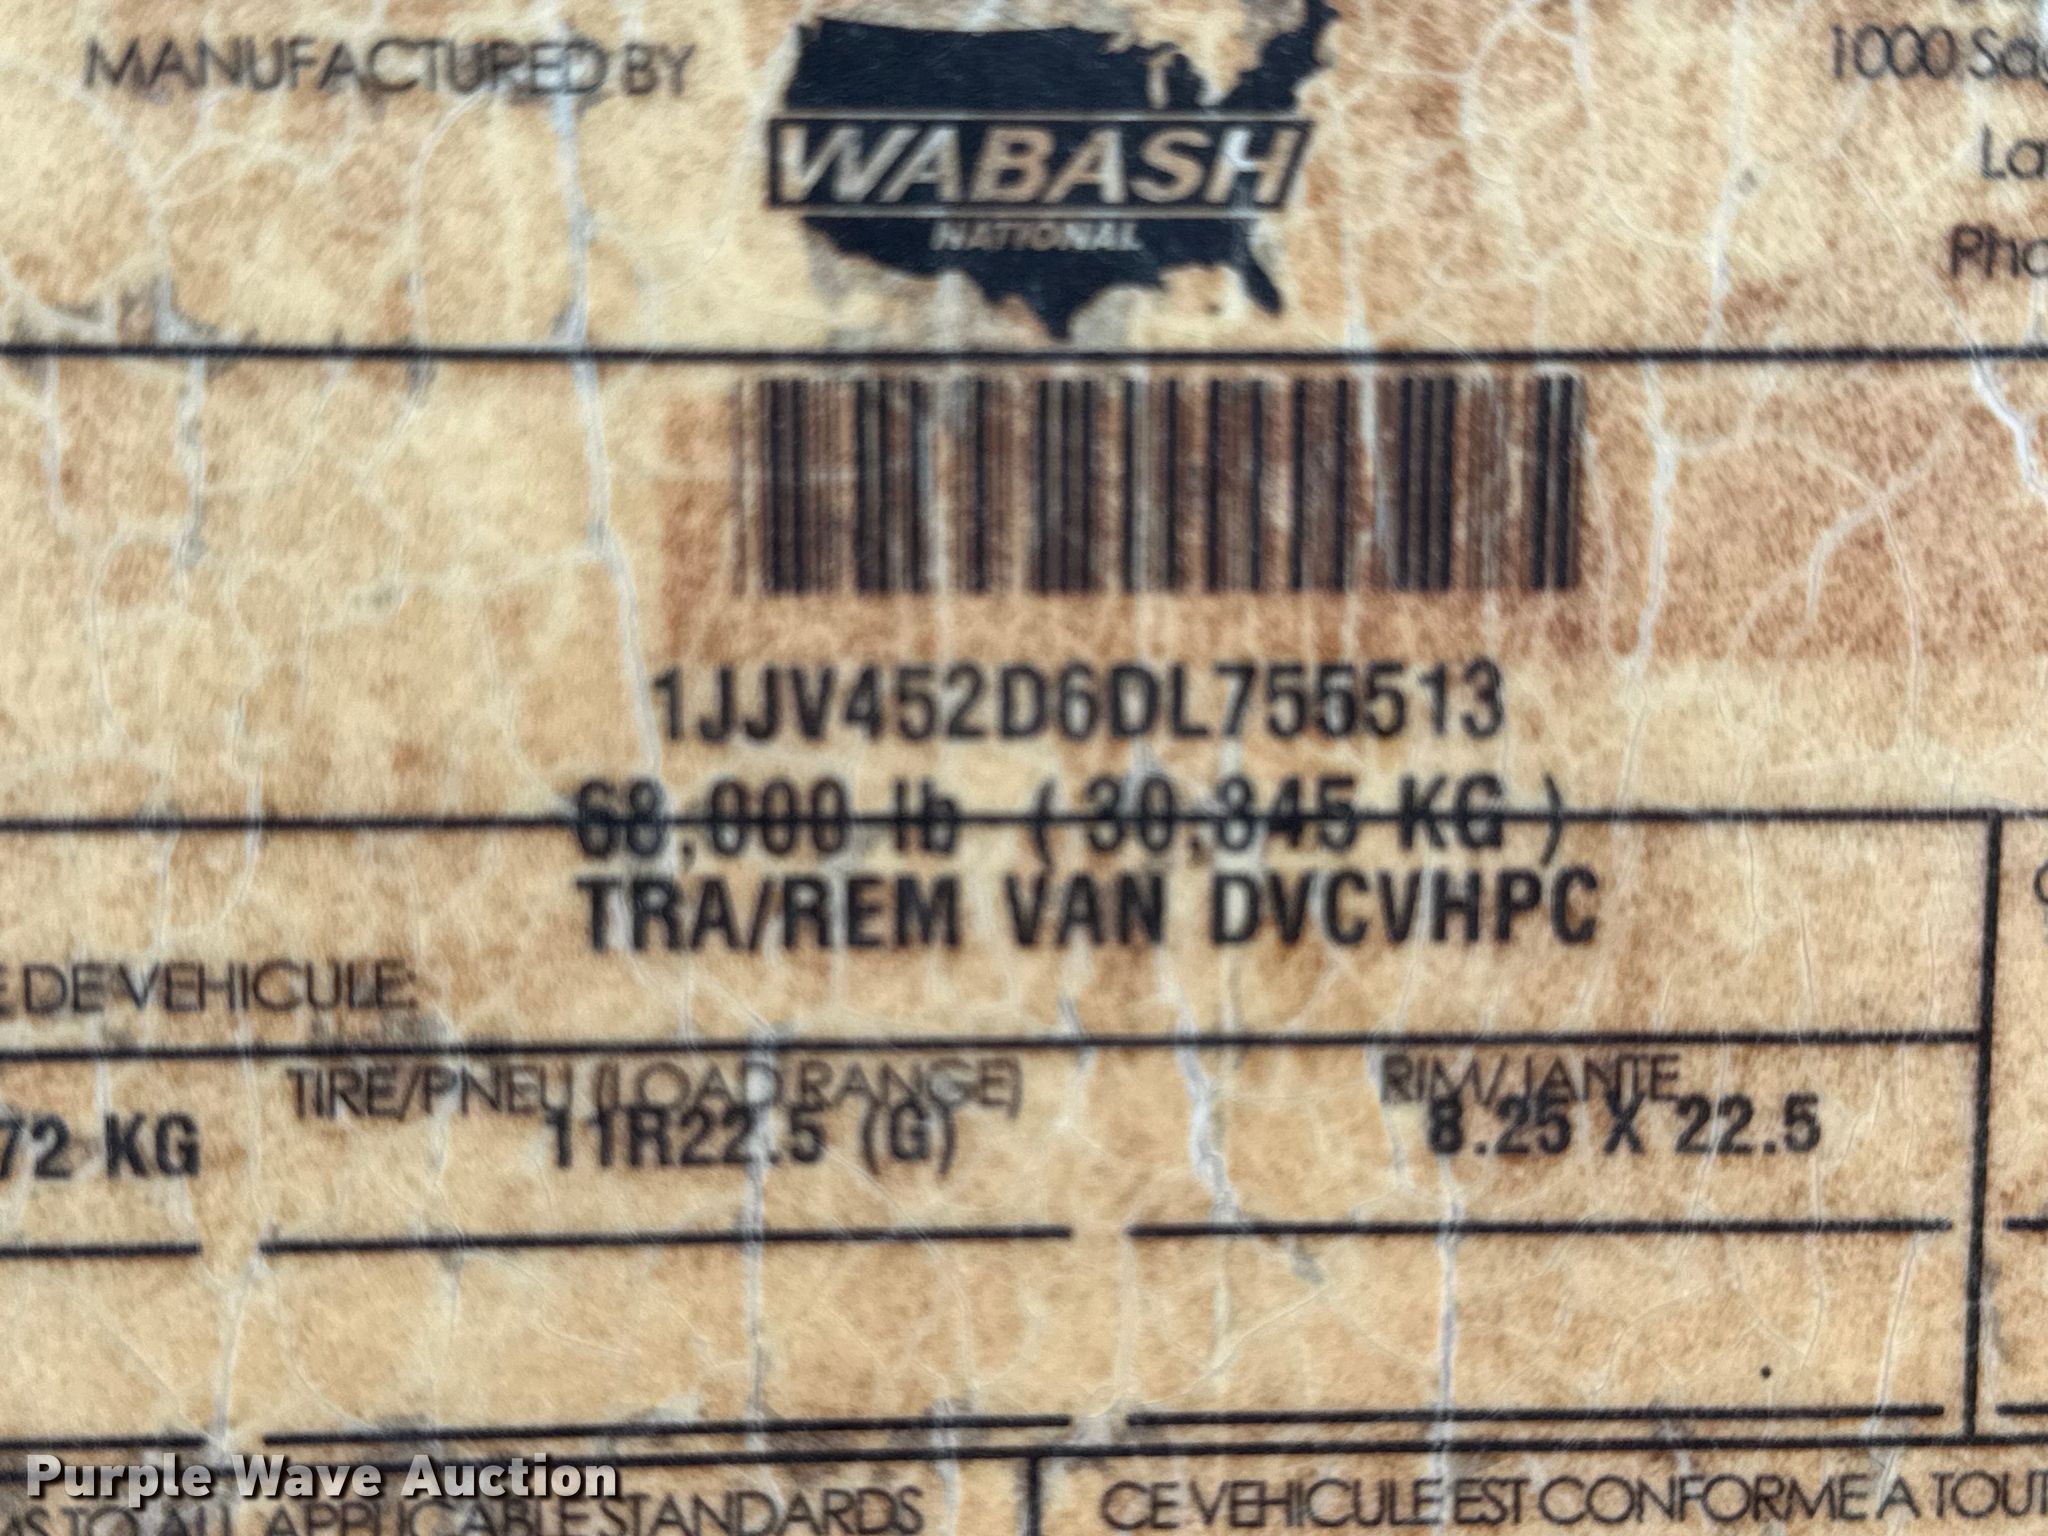 MANUFACTURED BY
WABASH
NATIONAL
1000
La
Pho
1JJV452D6DL755513
68,000 lb ( 30,845 KG )
TRA/REM VAN DVCVHPC
E DE VEHICULE:
TIRE/PNEU (LOAD RANGE)
RIM/JANTE
72 KG
11R22.5 (G)
8.25 X 22.5
Purple Wave Auction
TO ALL APPLICABLE STANDARDS
CE VEHICULE EST CONFORME A TOUT